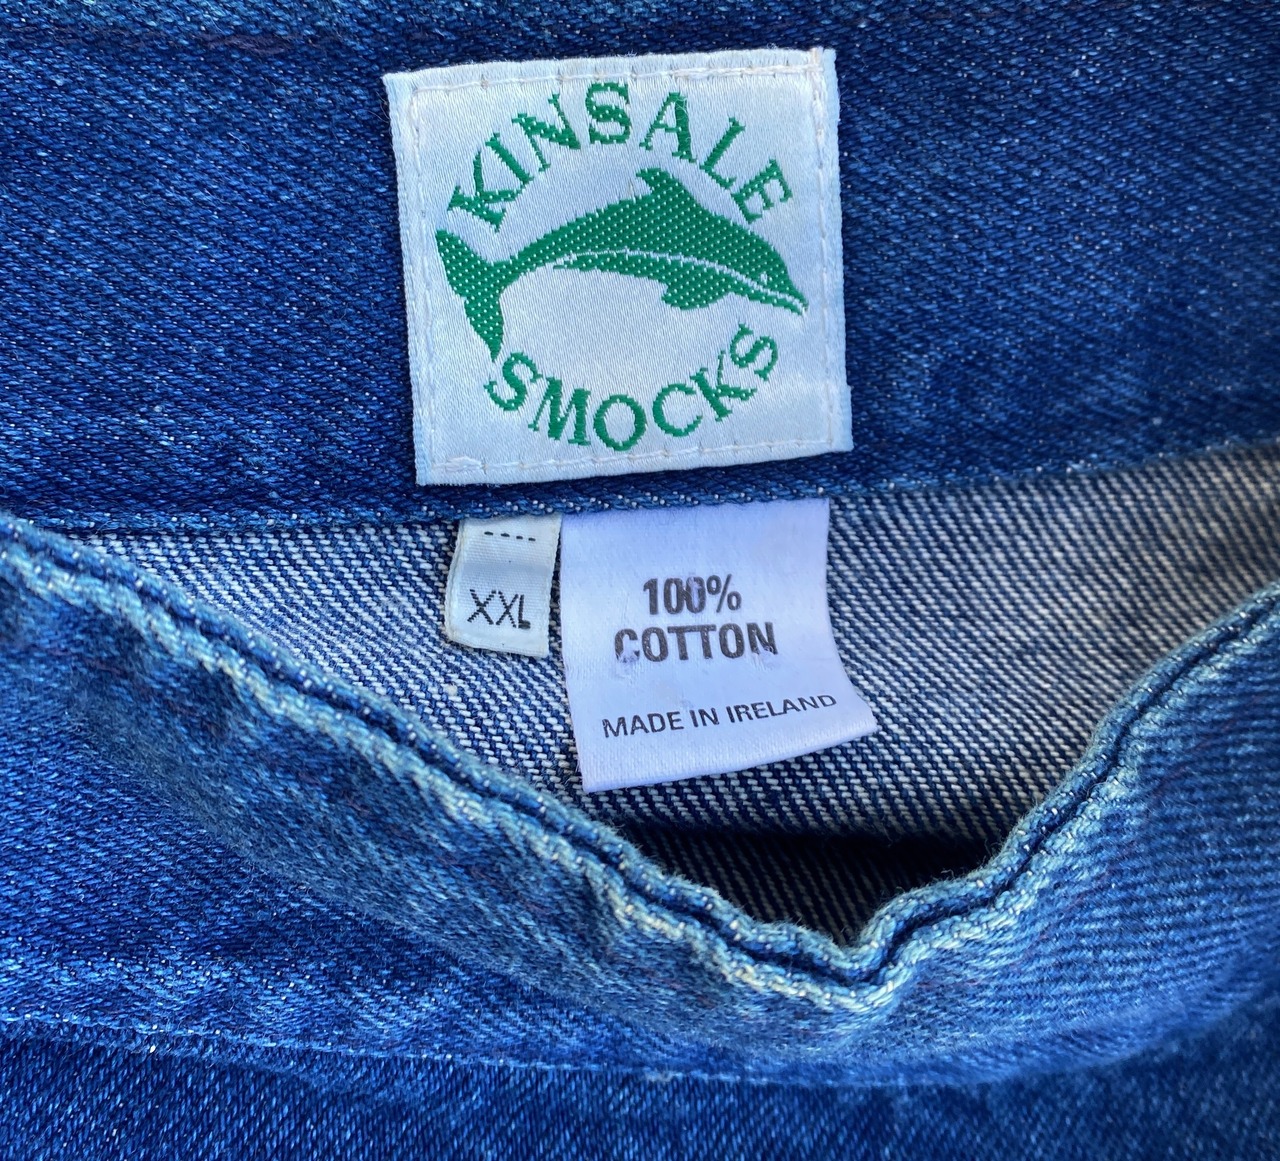 KINSALE
SMOCKS
XXL
100%
COTTON
MADE IN IRELAND